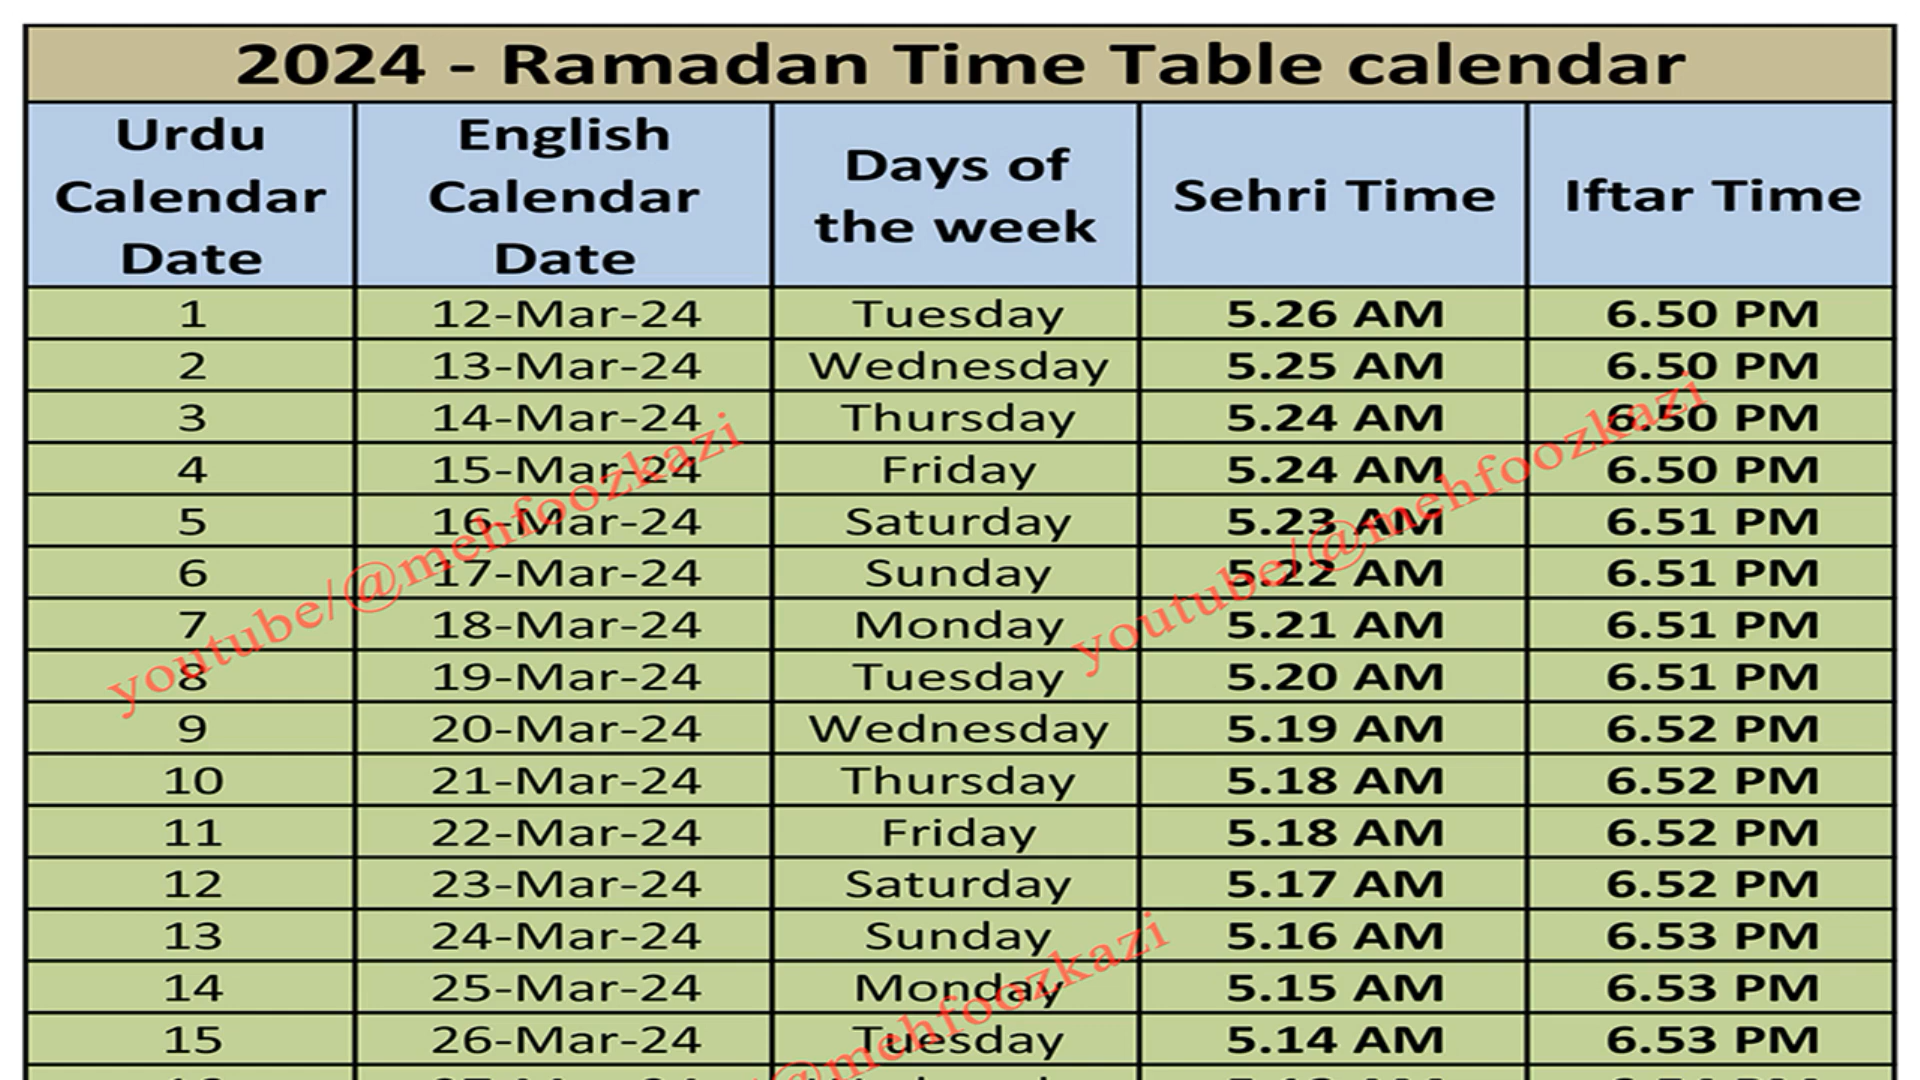 2024 - Ramadan Time Table calendar
Urdu Calendar Date English Calendar Date Days of the week Sehri Time Iftar Time
1 12-Mar-24 Tuesday 5.26 AM 6.50 PM
2 13-Mar-24 Wednesday 5.25 AM 6.50 PM
3 14-Mar-24 Thursday 5.24 AM 6.50 PM
4 15-Mar-24 Friday 5.24 AM 6.50 PM
5 16-Mar-24 Saturday 5.23 AM 6.51 PM
6 17-Mar-24 Sunday 5.22 AM 6.51 PM
7 18-Mar-24 Monday 5.21 AM 6.51 PM
8 19-Mar-24 Tuesday 5.20 AM 6.51 PM
9 20-Mar-24 Wednesday 5.19 AM 6.52 PM
10 21-Mar-24 Thursday 5.18 AM 6.52 PM
11 22-Mar-24 Friday 5.18 AM 6.52 PM
12 23-Mar-24 Saturday 5.17 AM 6.52 PM
13 24-Mar-24 Sunday 5.16 AM 6.53 PM
14 25-Mar-24 Monday 5.15 AM 6.53 PM
15 26-Mar-24 Tuesday 5.14 AM 6.53 PM
youtube/@mehfoozkazi
youtube/@mehfoozkazi
@mehfoozkazi